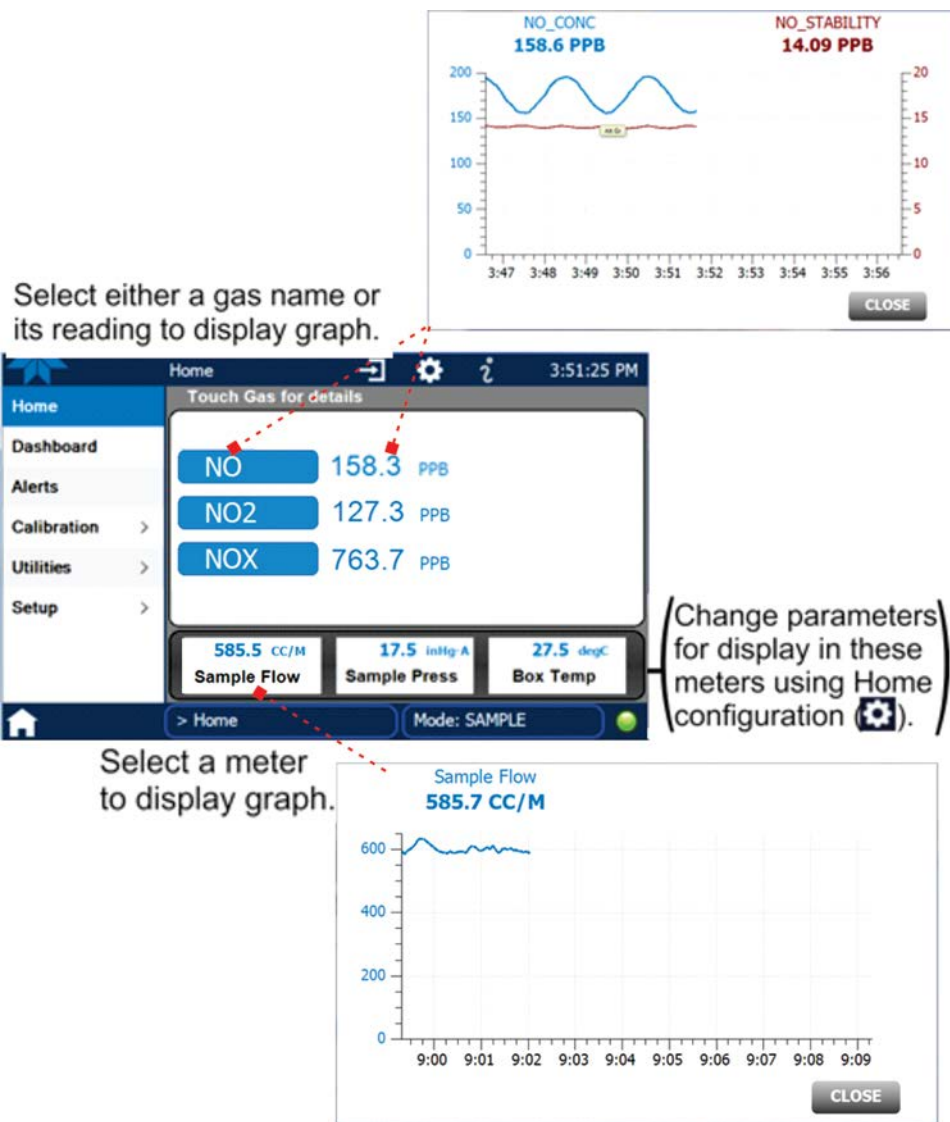 NO_CONC NO_STABILITY
158.6 PPB 14.09 PPB
200 20
150 15
100 10
50 5
0 0
3:47 3:48 3:49 3:50 3:51 3:52 3:53 3:54 3:55 3:56
CLOSE
Select either a gas name or
its reading to display graph.
Home 3:51:25 PM
Touch Gas for details
Home
Dashboard
Alerts
Calibration >
Utilities >
Setup >
NO 158.3 PPB
NO2 127.3 PPB
NOX 763.7 PPB
585.5 CC/M
Sample Flow
17.5 inHg-A
Sample Press
27.5 degC
Box Temp
> Home Mode: SAMPLE
(Change parameters
for display in these
meters using Home
configuration ( ).)
Select a meter
to display graph.
Sample Flow
585.7 CC/M
600
400
200
0
9:00 9:01 9:02 9:03 9:04 9:05 9:06 9:07 9:08 9:09
CLOSE